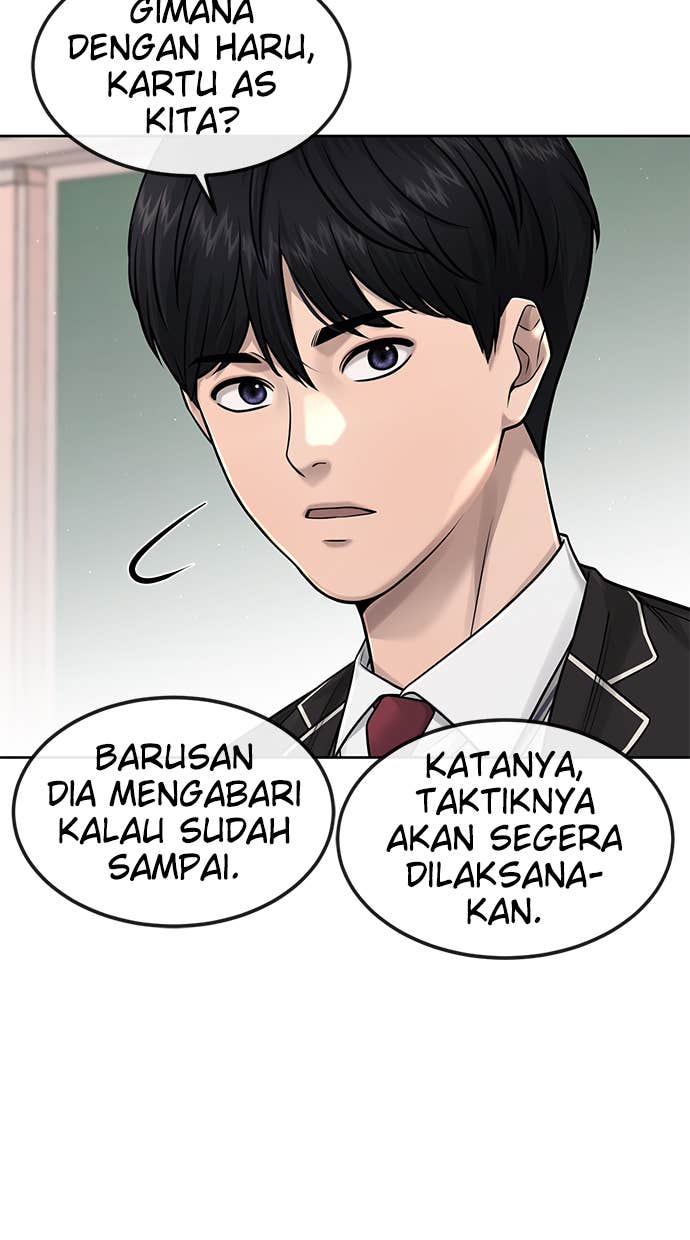 GIMANA
DENGAN HARU,
KARTU AS
KITA?
BARUSAN
DIA MENGABARI
KALAU SUDAH
SAMPAI.
KATANYA,
TAKTIKNYA
AKAN SEGERA
DILAKSANA-
KAN.